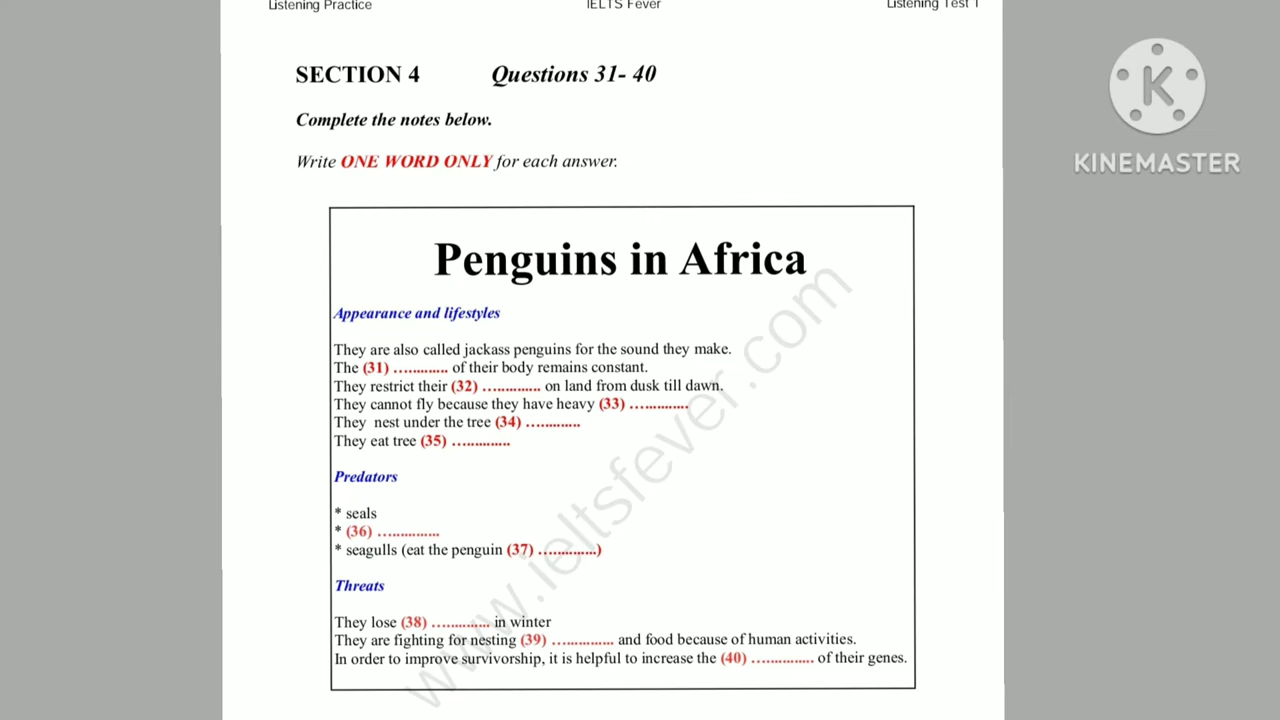 Listening Practice IELTS Fever Listening Test 1
SECTION 4 Questions 31- 40
Complete the notes below.
Write ONE WORD ONLY for each answer.
K
KINEMASTER
Penguins in Africa
Appearance and lifestyles
They are also called jackass penguins for the sound they make.
The (31) ………….. of their body remains constant.
They restrict their (32) ………….. on land from dusk till dawn.
They cannot fly because they have heavy (33) …………..
They nest under the tree (34) ………….
They eat tree (35) …………..
Predators
* seals
* (36) …………..
* seagulls (eat the penguin (37) …………..)
Threats
They lose (38) ………….. in winter
They are fighting for nesting (39) ………….. and food because of human activities.
In order to improve survivorship, it is helpful to increase the (40) ………….. of their genes.
www.ieltsfever.com